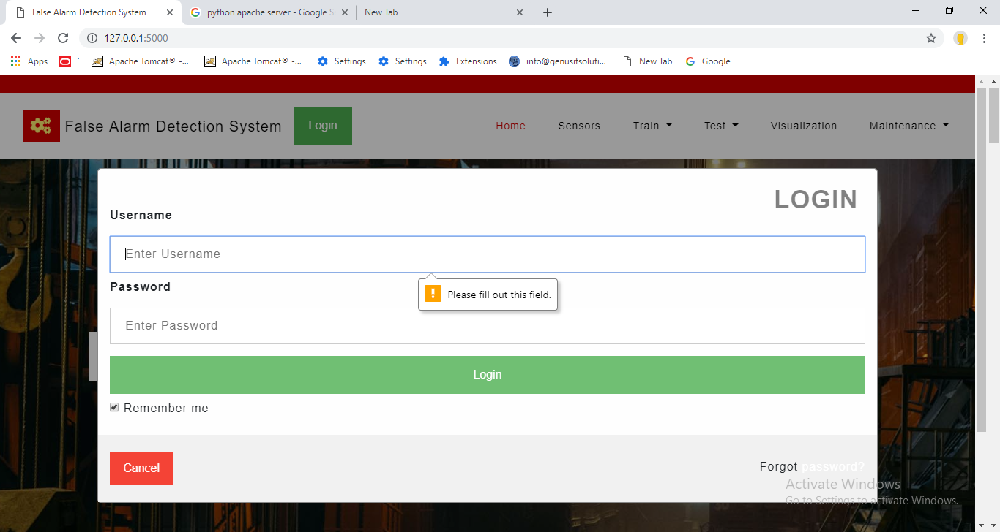 False Alarm Detection System
python apache server - Google S
New Tab
127.0.0.1:5000
Apps
Apache Tomcat® -...
Apache Tomcat® -...
Settings
Settings
Extensions
info@genusitsoluti...
New Tab
Google
False Alarm Detection System
Login
Home
Sensors
Train
Test
Visualization
Maintenance
LOGIN
Username
Enter Username
Please fill out this field.
Password
Enter Password
Login
Remember me
Cancel
Forgot password?
Activate Windows
Go to Settings to activate Windows.